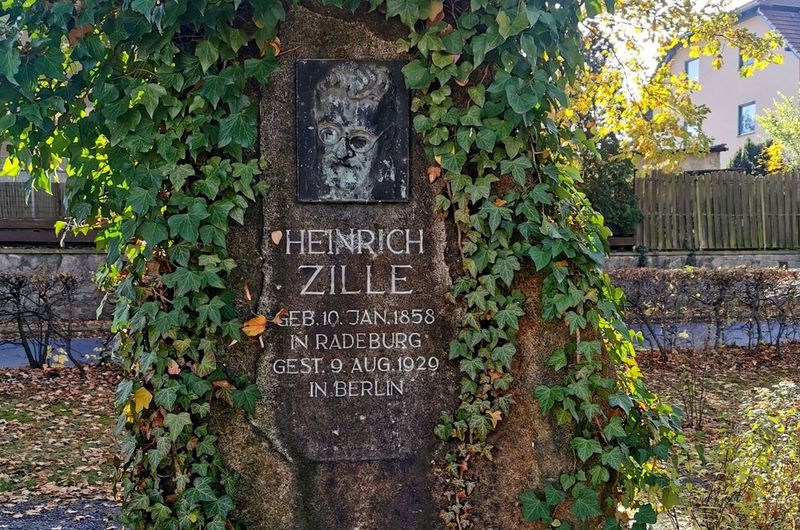 HEINRICH
ZILLE
GEB. 10. JAN. 1858
IN RADEBURG
GEST. 9. AUG. 1929
IN BERLIN